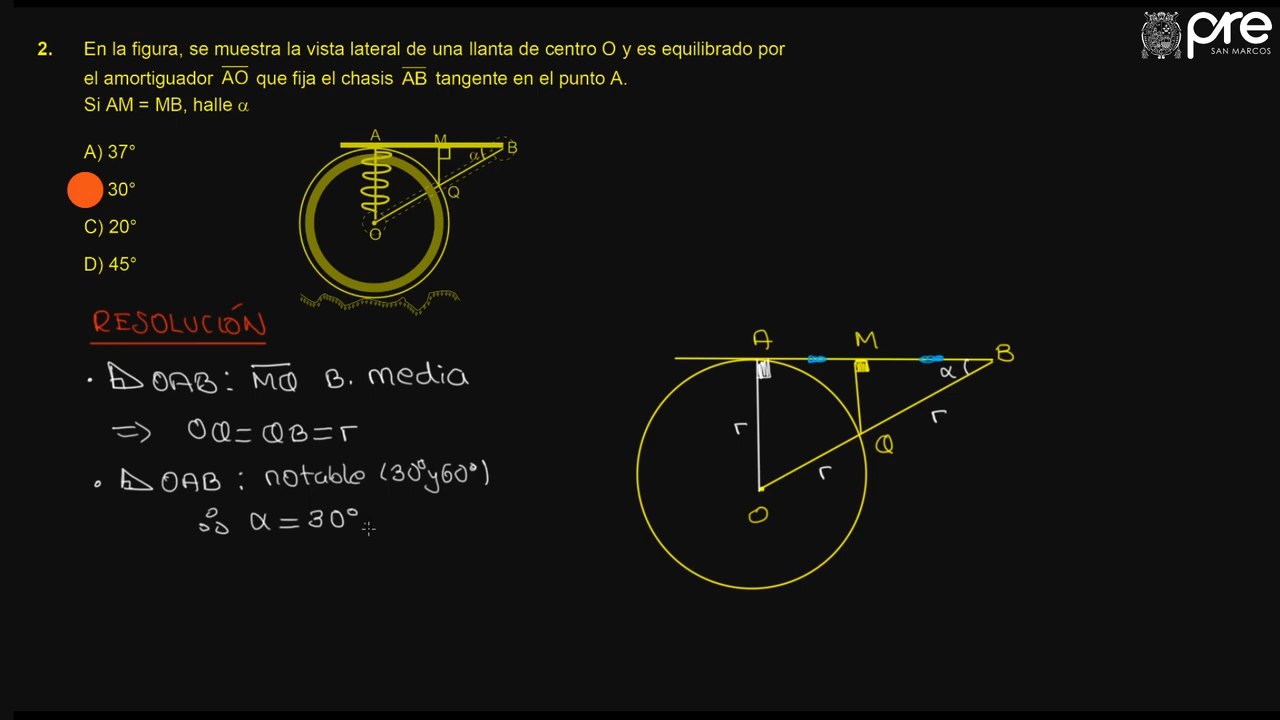 pre
SAN MARCOS
2. En la figura, se muestra la vista lateral de una llanta de centro O y es equilibrado por
el amortiguador AO que fija el chasis AB tangente en el punto A.
Si AM = MB, halle α
A) 37°
30°
C) 20°
D) 45°
A
M
B
α
Q
O
RESOLUCIÓN
. OAB: MQ B. media
⇒ OQ=QB=r
. OAB: notable (30°y60°)
∴ α=30°
A
M
B
α
r
r
Q
r
O